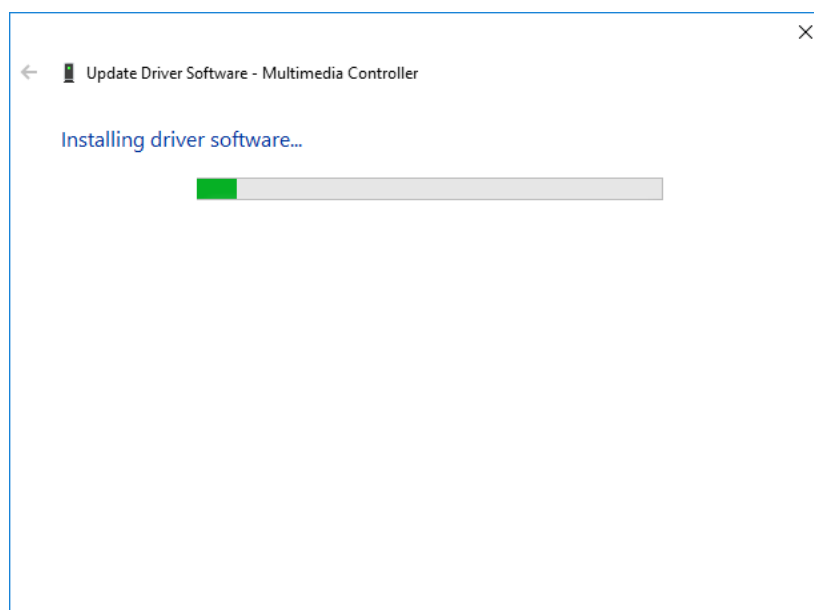 Update Driver Software - Multimedia Controller
Installing driver software...